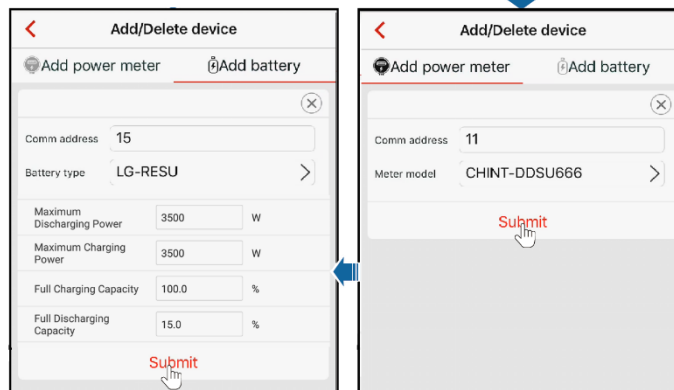 Add/Delete device
Add power meter
Add battery
Comm address 15
Battery type LG-RESU
Maximum
Discharging Power
3500 W
Maximum Charging
Power
3500 W
Full Charging Capacity 100.0 %
Full Discharging
Capacity
15.0 %
Submit
Add/Delete device
Add power meter
Add battery
Comm address 11
Meter model CHINT-DDSU666
Submit